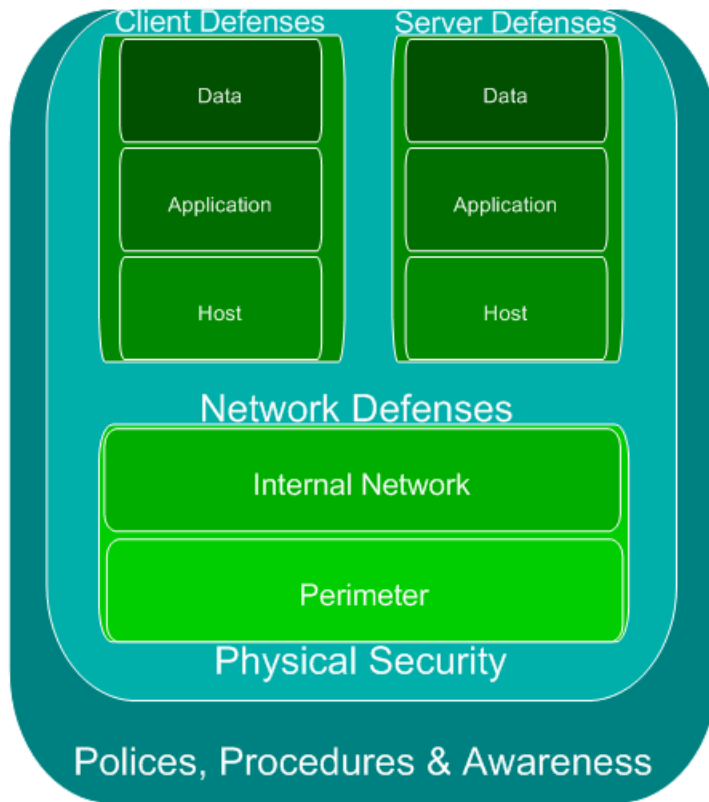 Client Defenses
Server Defenses
Data
Data
Application
Application
Host
Host
Network Defenses
Internal Network
Perimeter
Physical Security
Polices, Procedures & Awareness